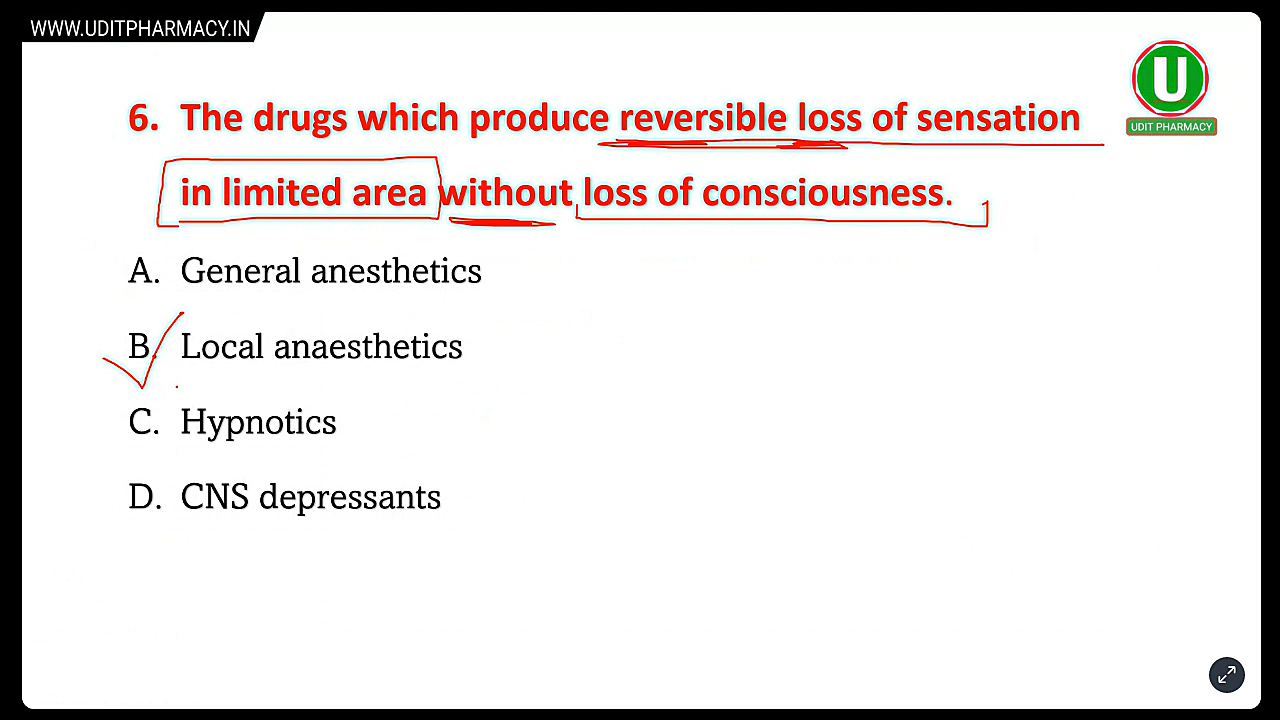 WWW.UDITPHARMACY.IN
U
UDIT PHARMACY
6. The drugs which produce reversible loss of sensation
in limited area without loss of consciousness.
A. General anesthetics
B. Local anaesthetics
C. Hypnotics
D. CNS depressants